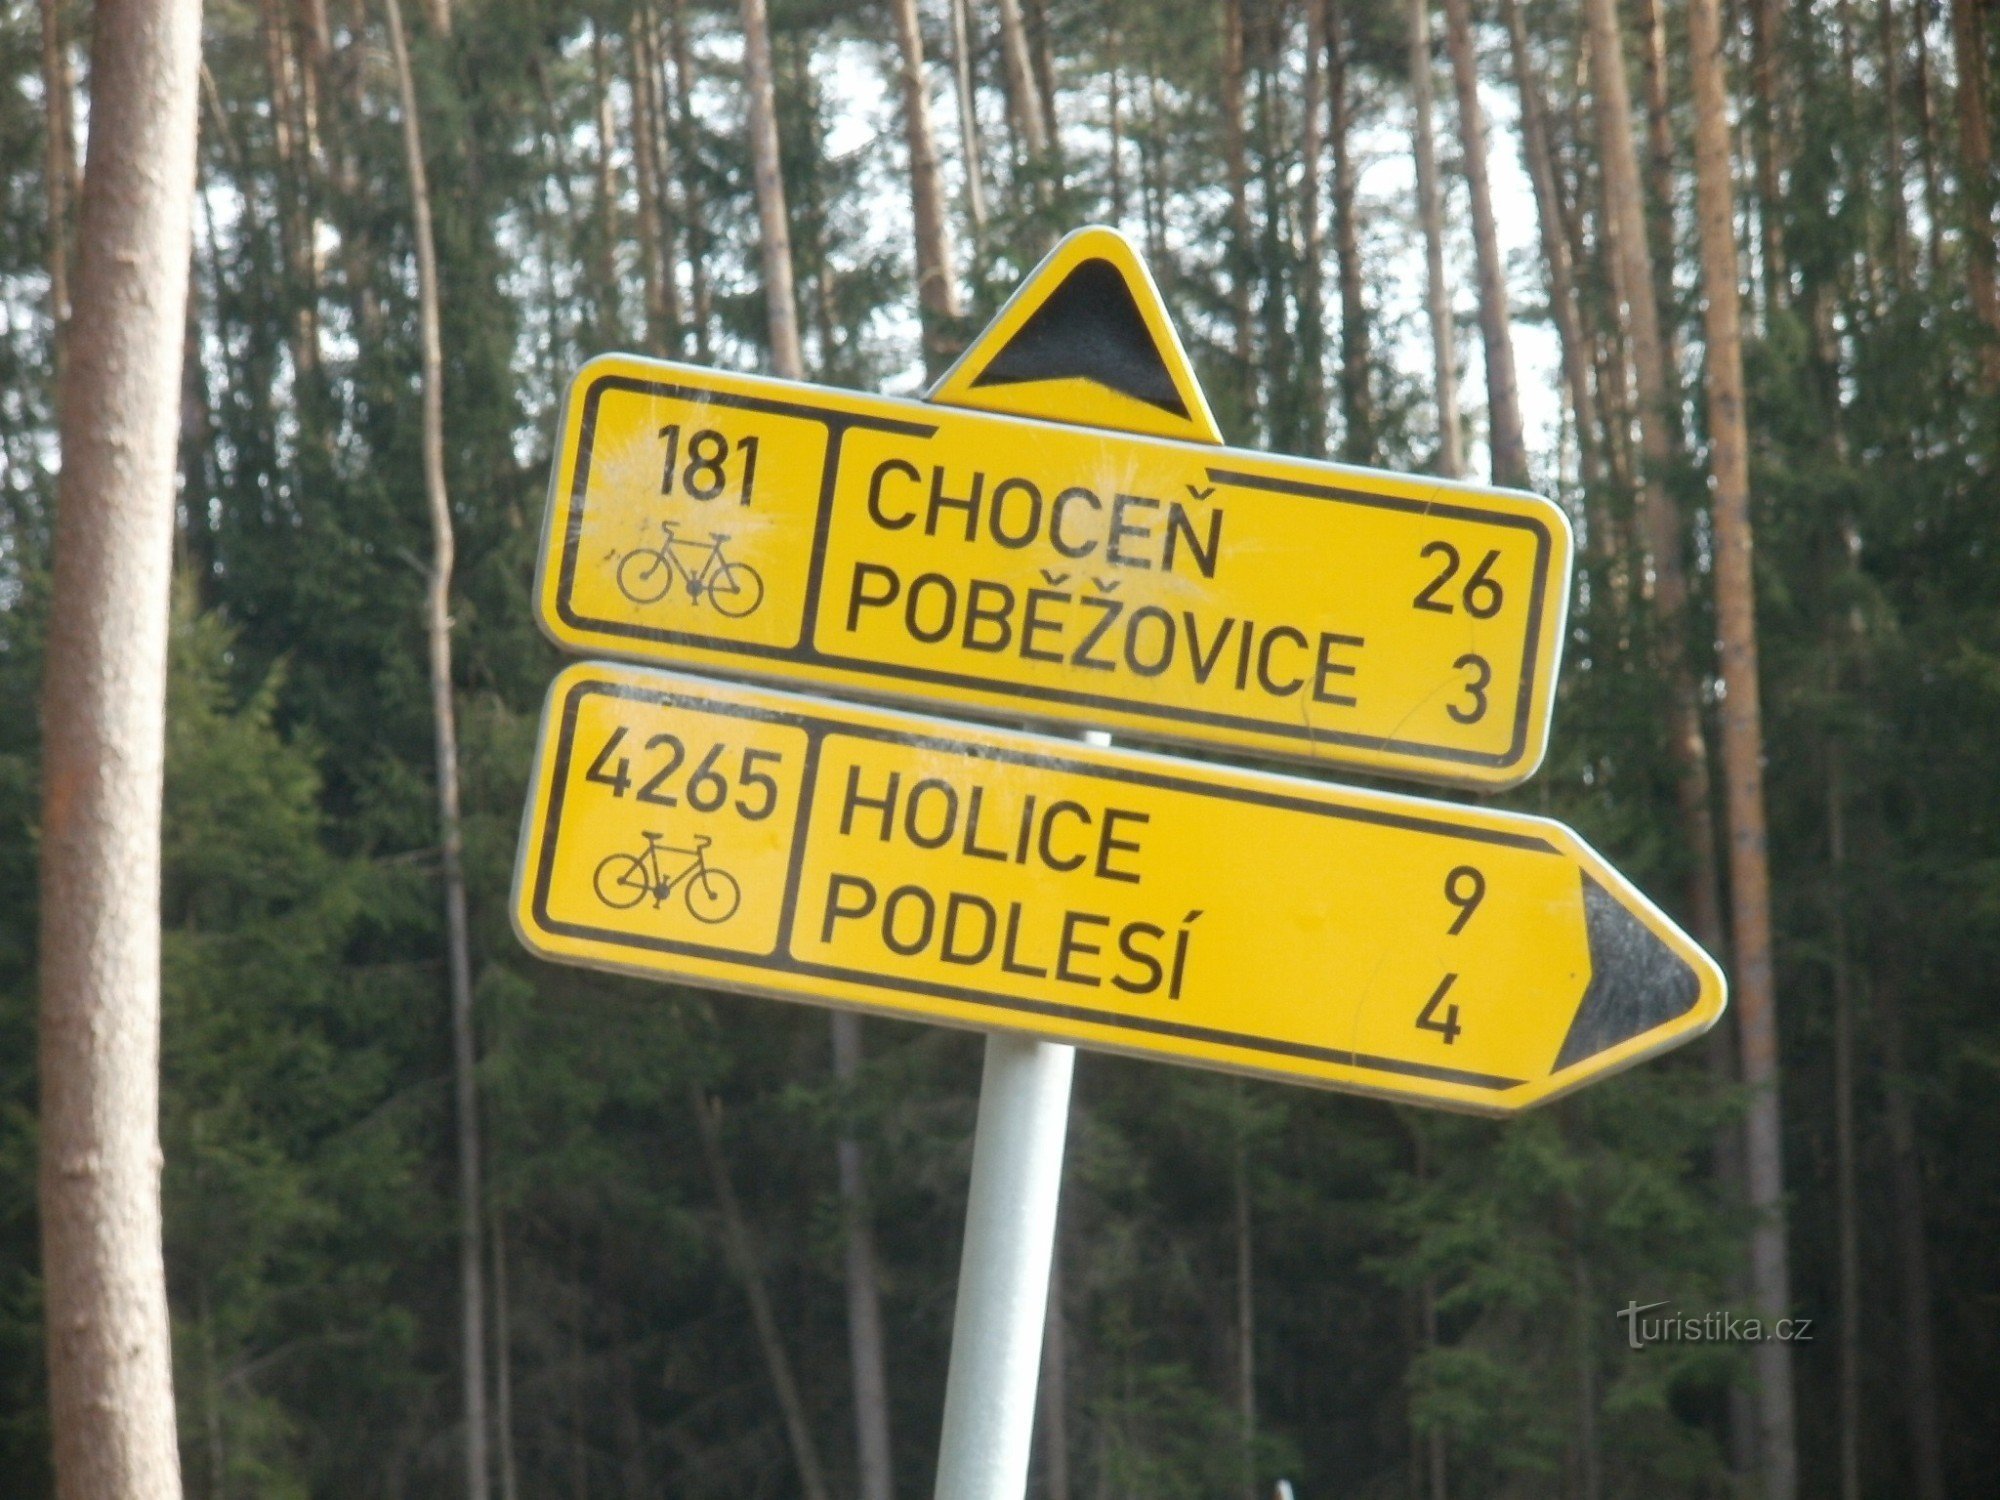 181 CHOCEŇ 26
POBĚŽOVICE 3
4265 HOLICE 9
PODLESÍ 4
Turistika.cz